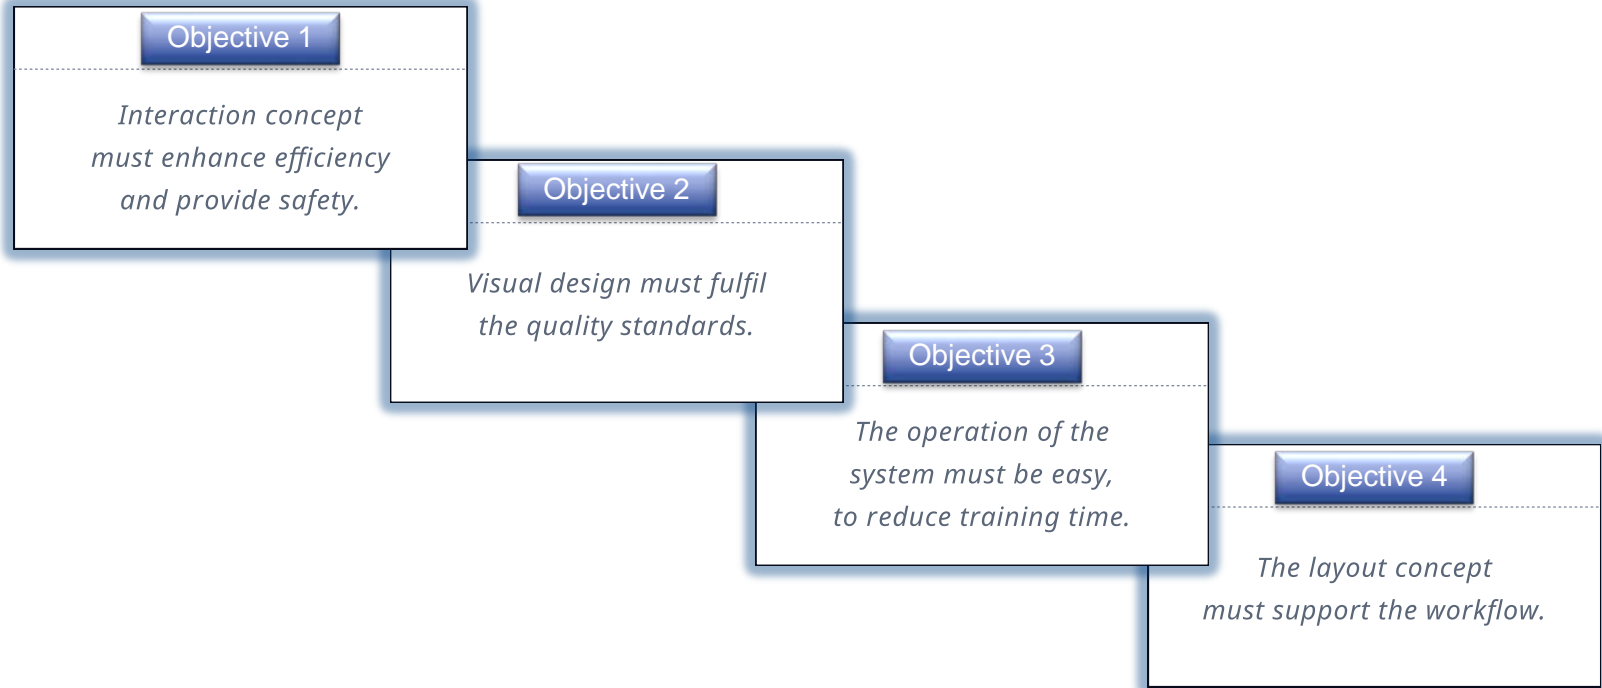 Objective 1
Interaction concept
must enhance efficiency
and provide safety.
Objective 2
Visual design must fulfil
the quality standards.
Objective 3
The operation of the
system must be easy,
to reduce training time.
Objective 4
The layout concept
must support the workflow.